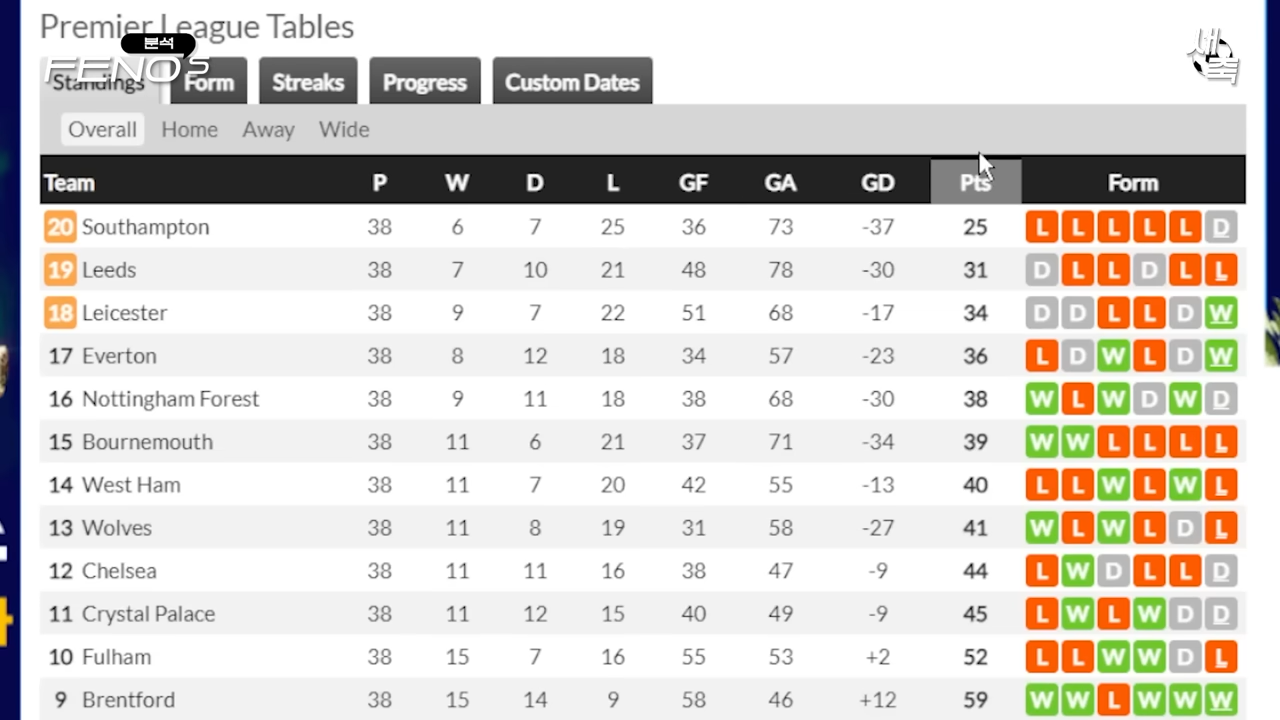 Premier League Tables
분석
FENO's
세축
Standings Form Streaks Progress Custom Dates
Overall Home Away Wide
Team P W D L GF GA GD Pts Form
20 Southampton 38 6 7 25 36 73 -37 25 L L L L L D
19 Leeds 38 7 10 21 48 78 -30 31 D L L D L L
18 Leicester 38 9 7 22 51 68 -17 34 D D L L D W
17 Everton 38 8 12 18 34 57 -23 36 L D W L D W
16 Nottingham Forest 38 9 11 18 38 68 -30 38 W L W D W D
15 Bournemouth 38 11 6 21 37 71 -34 39 W W L L L L
14 West Ham 38 11 7 20 42 55 -13 40 L L W L W L
13 Wolves 38 11 8 19 31 58 -27 41 W L W L D L
12 Chelsea 38 11 11 16 38 47 -9 44 L W D L L D
11 Crystal Palace 38 11 12 15 40 49 -9 45 L W L W D D
10 Fulham 38 15 7 16 55 53 +2 52 L L W W D L
9 Brentford 38 15 14 9 58 46 +12 59 W W L W W W